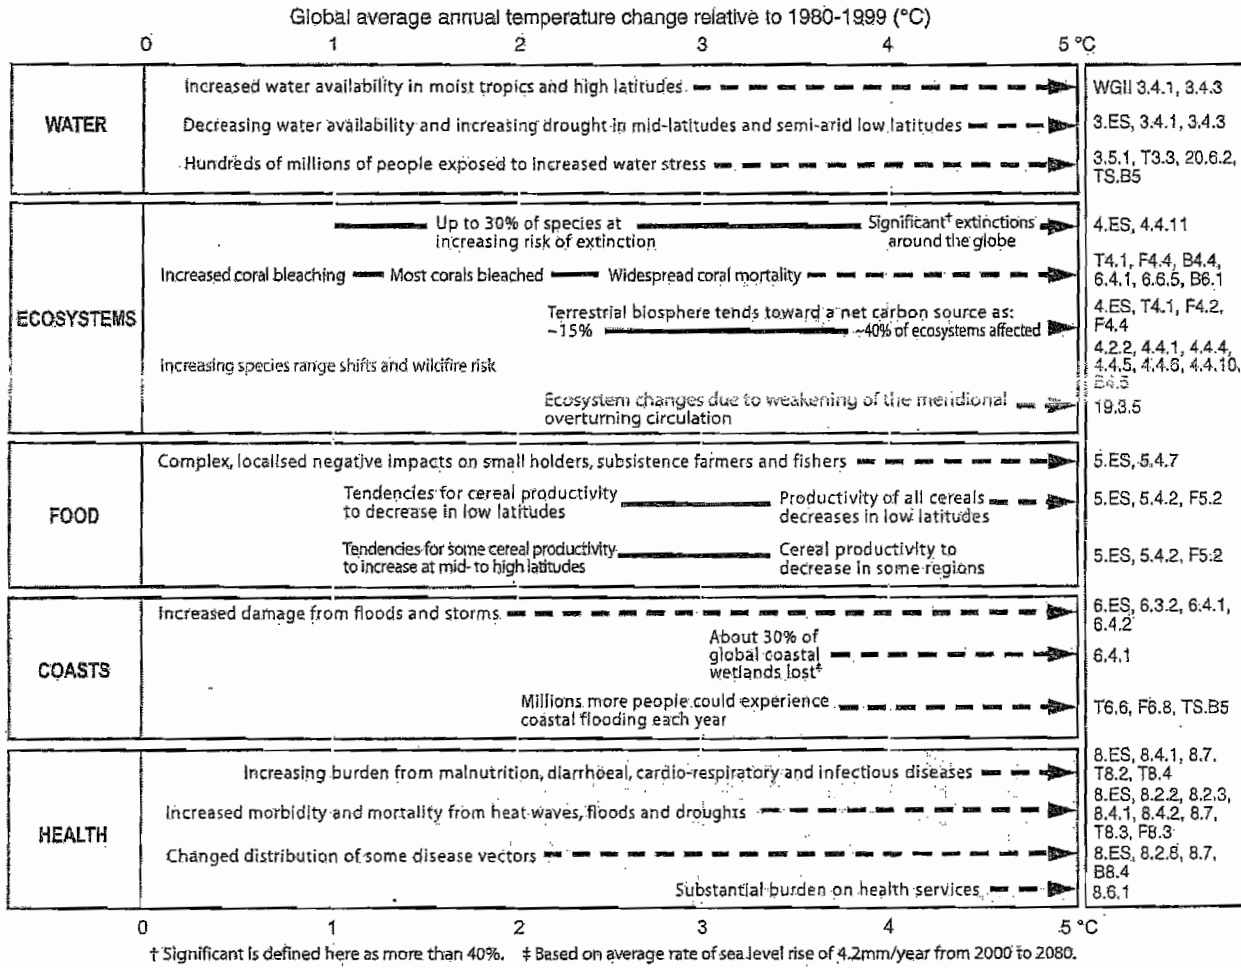 Global average annual temperature change relative to 1980-1999 (°C)
0 1 2 3 4 5 °C
WATER
Increased water availability in moist tropics and high latitudes
WGII 3.4.1, 3.4.3
Decreasing water availability and increasing drought in mid-latitudes and semi-arid low latitudes
3.ES, 3.4.1, 3.4.3
Hundreds of millions of people exposed to increased water stress
3.5.1, T3.3, 20.6.2,
TS.B5
ECOSYSTEMS
Up to 30% of species at
increasing risk of extinction
Significant† extinctions
around the globe
4.ES, 4.4.11
Increased coral bleaching
Most corals bleached
Widespread coral mortality
T4.1, F4.4, B4.4,
6.4.1, 6.6.5, B6.1
Terrestrial biosphere tends toward a net carbon source as:
~15%
~40% of ecosystems affected
4.ES, T4.1, F4.2,
F4.4
Increasing species range shifts and wildfire risk
4.2.2, 4.4.1, 4.4.4,
4.4.5, 4.4.6, 4.4.10,
B4.5
Ecosystem changes due to weakening of the meridional
overturning circulation
19.3.5
FOOD
Complex, localised negative impacts on small holders, subsistence farmers and fishers
5.ES, 5.4.7
Tendencies for cereal productivity
to decrease in low latitudes
Productivity of all cereals
decreases in low latitudes
5.ES, 5.4.2, F5.2
Tendencies for some cereal productivity
to increase at mid- to high latitudes
Cereal productivity to
decrease in some regions
5.ES, 5.4.2, F5.2
COASTS
Increased damage from floods and storms
6.ES, 6.3.2, 6.4.1,
6.4.2
About 30% of
global coastal
wetlands lost‡
6.4.1
Millions more people could experience
coastal flooding each year
T6.6, F6.8, TS.B5
HEALTH
Increasing burden from malnutrition, diarrhoeal, cardio-respiratory and infectious diseases
8.ES, 8.4.1, 8.7,
T8.2, T8.4
Increased morbidity and mortality from heat waves, floods and droughts
8.ES, 8.2.2, 8.2.3,
8.4.1, 8.4.2, 8.7,
T8.3, F8.3
Changed distribution of some disease vectors
8.ES, 8.2.8, 8.7,
B8.4
Substantial burden on health services
8.6.1
0 1 2 3 4 5 °C
† Significant is defined here as more than 40%. ‡ Based on average rate of sea level rise of 4.2mm/year from 2000 to 2080.